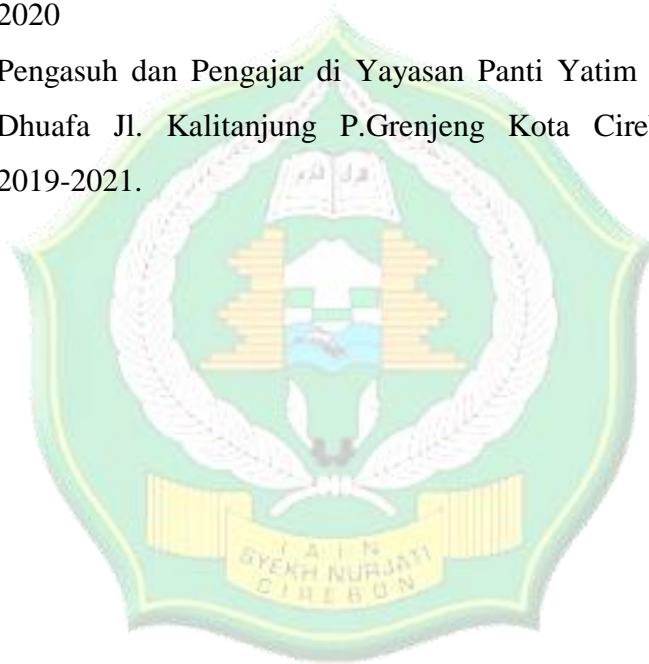 2020
Pengasuh dan Pengajar di Yayasan Panti Yatim
Dhuafa Jl. Kalitanjung P.Grenjeng Kota Cire
2019-2021.
IAIN
SYEKH NURJATI
CIREBON